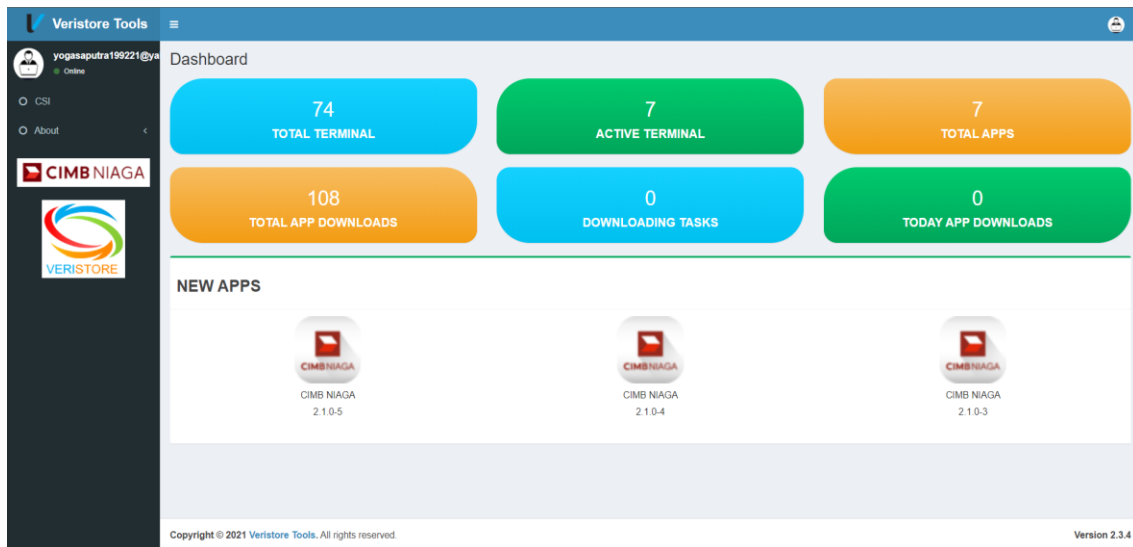 Veristore Tools
yogasaputra199221@ya
Online
CSI
About
CIMB NIAGA
VERISTORE
Dashboard
74
TOTAL TERMINAL
7
ACTIVE TERMINAL
7
TOTAL APPS
108
TOTAL APP DOWNLOADS
0
DOWNLOADING TASKS
0
TODAY APP DOWNLOADS
NEW APPS
CIMB NIAGA
CIMB NIAGA
2.1.0-5
CIMB NIAGA
CIMB NIAGA
2.1.0-4
CIMB NIAGA
CIMB NIAGA
2.1.0-3
Copyright © 2021 Veristore Tools. All rights reserved.
Version 2.3.4